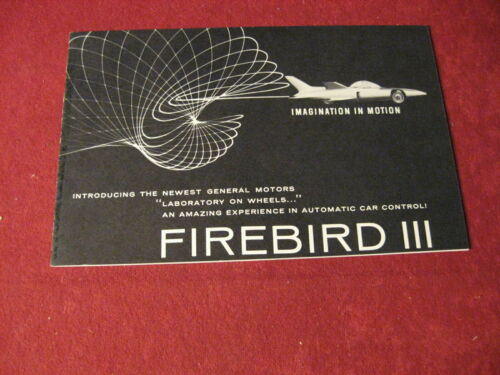 IMAGINATION IN MOTION
INTRODUCING THE NEWEST GENERAL MOTORS
"LABORATORY ON WHEELS..."
AN AMAZING EXPERIENCE IN AUTOMATIC CAR CONTROL!
FIREBIRD III